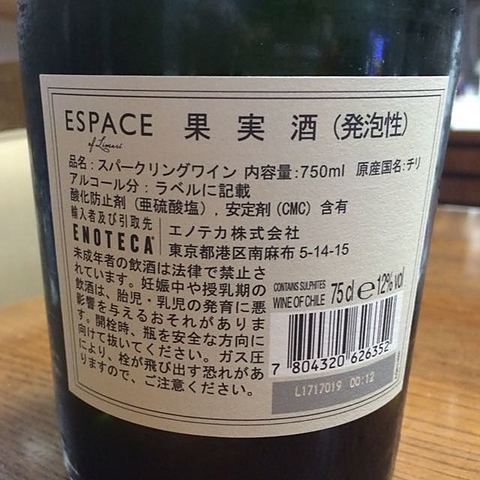 ESPACE 果実酒 (発泡性)
of Limarí
品名:スパークリングワイン 内容量:750ml 原産国名:チリ
アルコール分:ラベルに記載
酸化防止剤(亜硫酸塩),安定剤(CMC)含有
輸入者及び引取先
ENOTECA エノテカ株式会社
東京都港区南麻布5-14-15
未成年者の飲酒は法律で禁止さ
れています。妊娠中や授乳期の
飲酒は、胎児・乳児の発育に悪
影響を与えるおそれがありま
す。開栓時、瓶を安全な方向に
向けて抜いてください。ガス圧
により、栓が飛び出す恐れがあ
りますので、ご注意ください。
CONTAINS SULPHITES
WINE OF CHILE 75 cl e 12% vol
7 804320 626352
L1717019 00:12